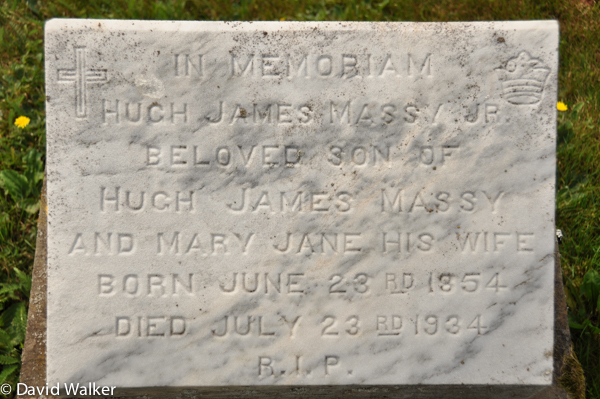 IN MEMORIAM
HUGH JAMES MASSY JR.
BELOVED SON OF
HUGH JAMES MASSY
AND MARY JANE HIS WIFE
BORN JUNE 23RD 1854
DIED JULY 23RD 1934
R.I.P.
© David Walker